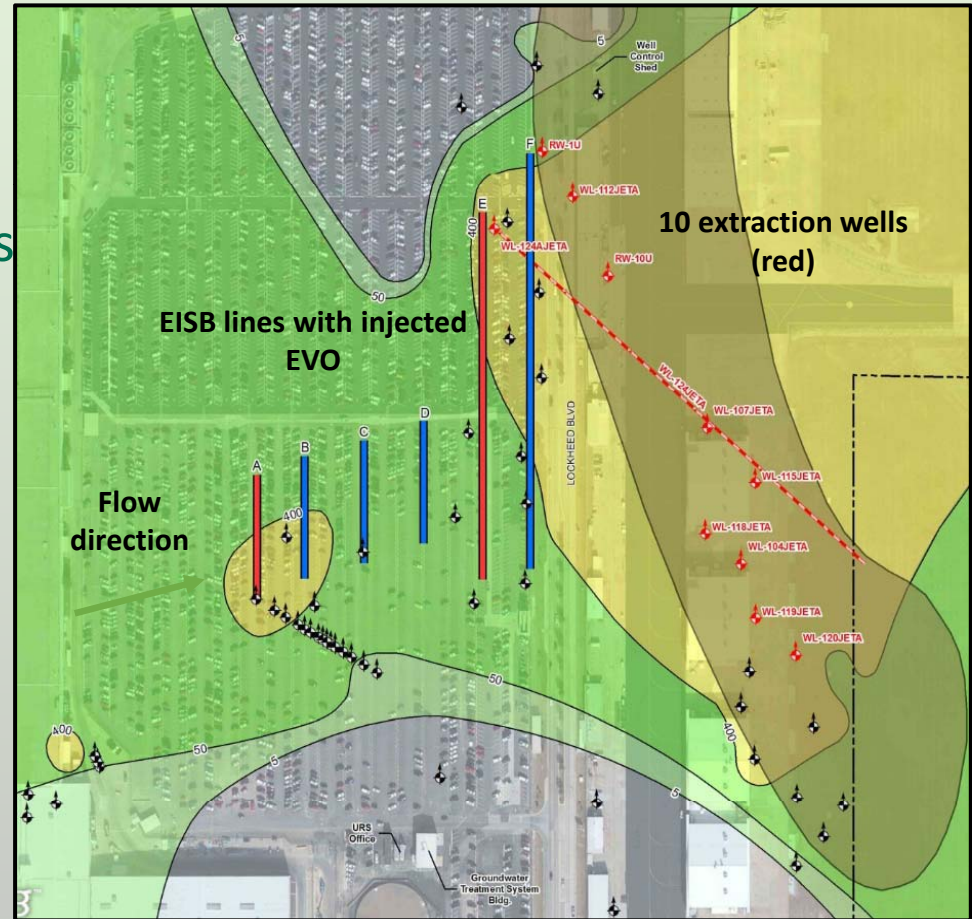 5
5
Well
Control
Shed
F
RW-1U
WL-112JETA
E
400
10 extraction wells
(red)
WL-124AJETA
RW-10U
s
50
EISB lines with injected
EVO
WL-124JETA
WL-107JETA
D
C
B
LOCKHEED BLVD
A
WL-115JETA
Flow
direction
400
WL-118JETA
WL-104JETA
WL-119JETA
WL-120JETA
50
400
400
50
5
5
URS
Office
Groundwater
Treatment System
Bldg.